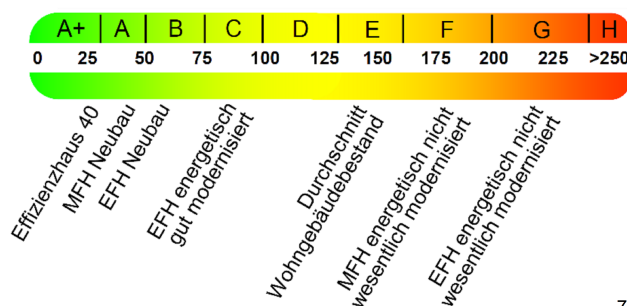 A+ A B C D E F G H
0 25 50 75 100 125 150 175 200 225 >250
Effizienzhaus 40
MFH Neubau
EFH Neubau
EFH energetisch
gut modernisiert
Durchschnitt
Wohngebäudebestand
MFH energetisch nicht
wesentlich modernisiert
EFH energetisch nicht
wesentlich modernisiert